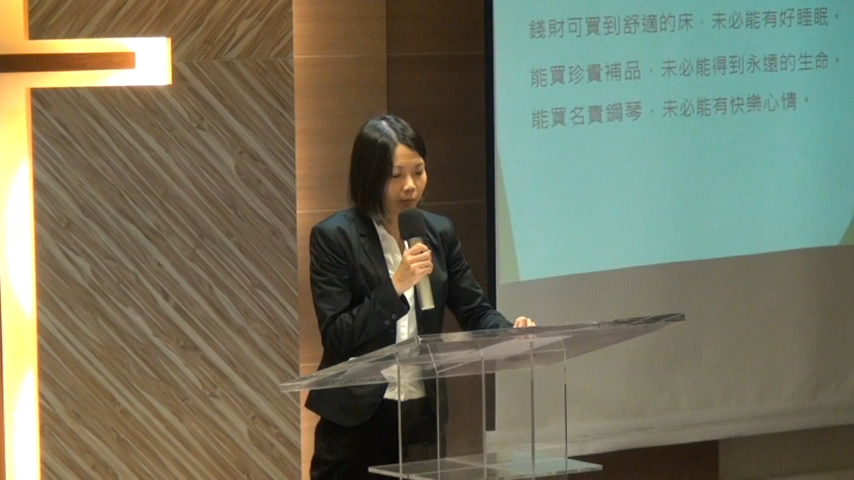 錢財可買到舒適的床，未必能有好睡眠，
能買珍貴補品，未必能得到永遠的生命。
能買名貴鋼琴，未必能有快樂心情。